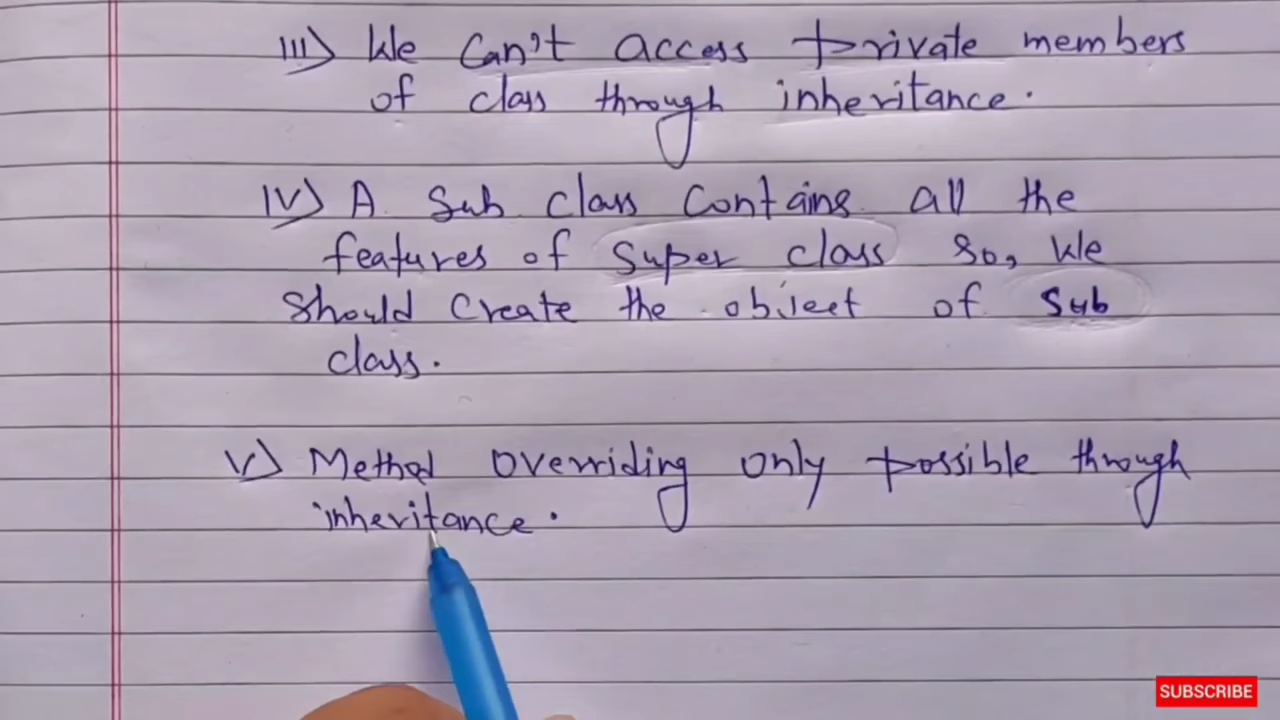 III) We Can't access private members
of class through inheritance.
IV) A Sub class Contains all the
features of Super class So, We
Should Create the object of Sub
class.
V) Method Overriding only possible through
inheritance.
SUBSCRIBE